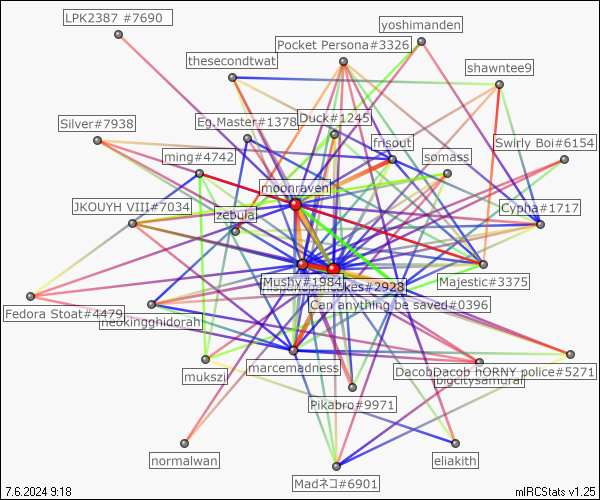 LPK2387 #7690
yoshimanden
Pocket Persona#3326
thesecondtwat
shawntee9
Eg.Master#1378
Duck#1245
Silver#7938
frisout
Swirly Boi#6154
ming#4742
somass
moonraven
JKOUYH VIII#7034
zebula
Cypha#1717
Mushy#1984
akes#2928
Majestic#3375
Can anything be saved#0396
Fedora Stoat#4479
neokingghidorah
marcemadness
mukszi
Dacob
Dacob hORNY police#5271
bigcitysamurai
Pikabro#9971
normalwan
eliakith
Madネコ#6901
7.6.2024 9:18
mIRCStats v1.25